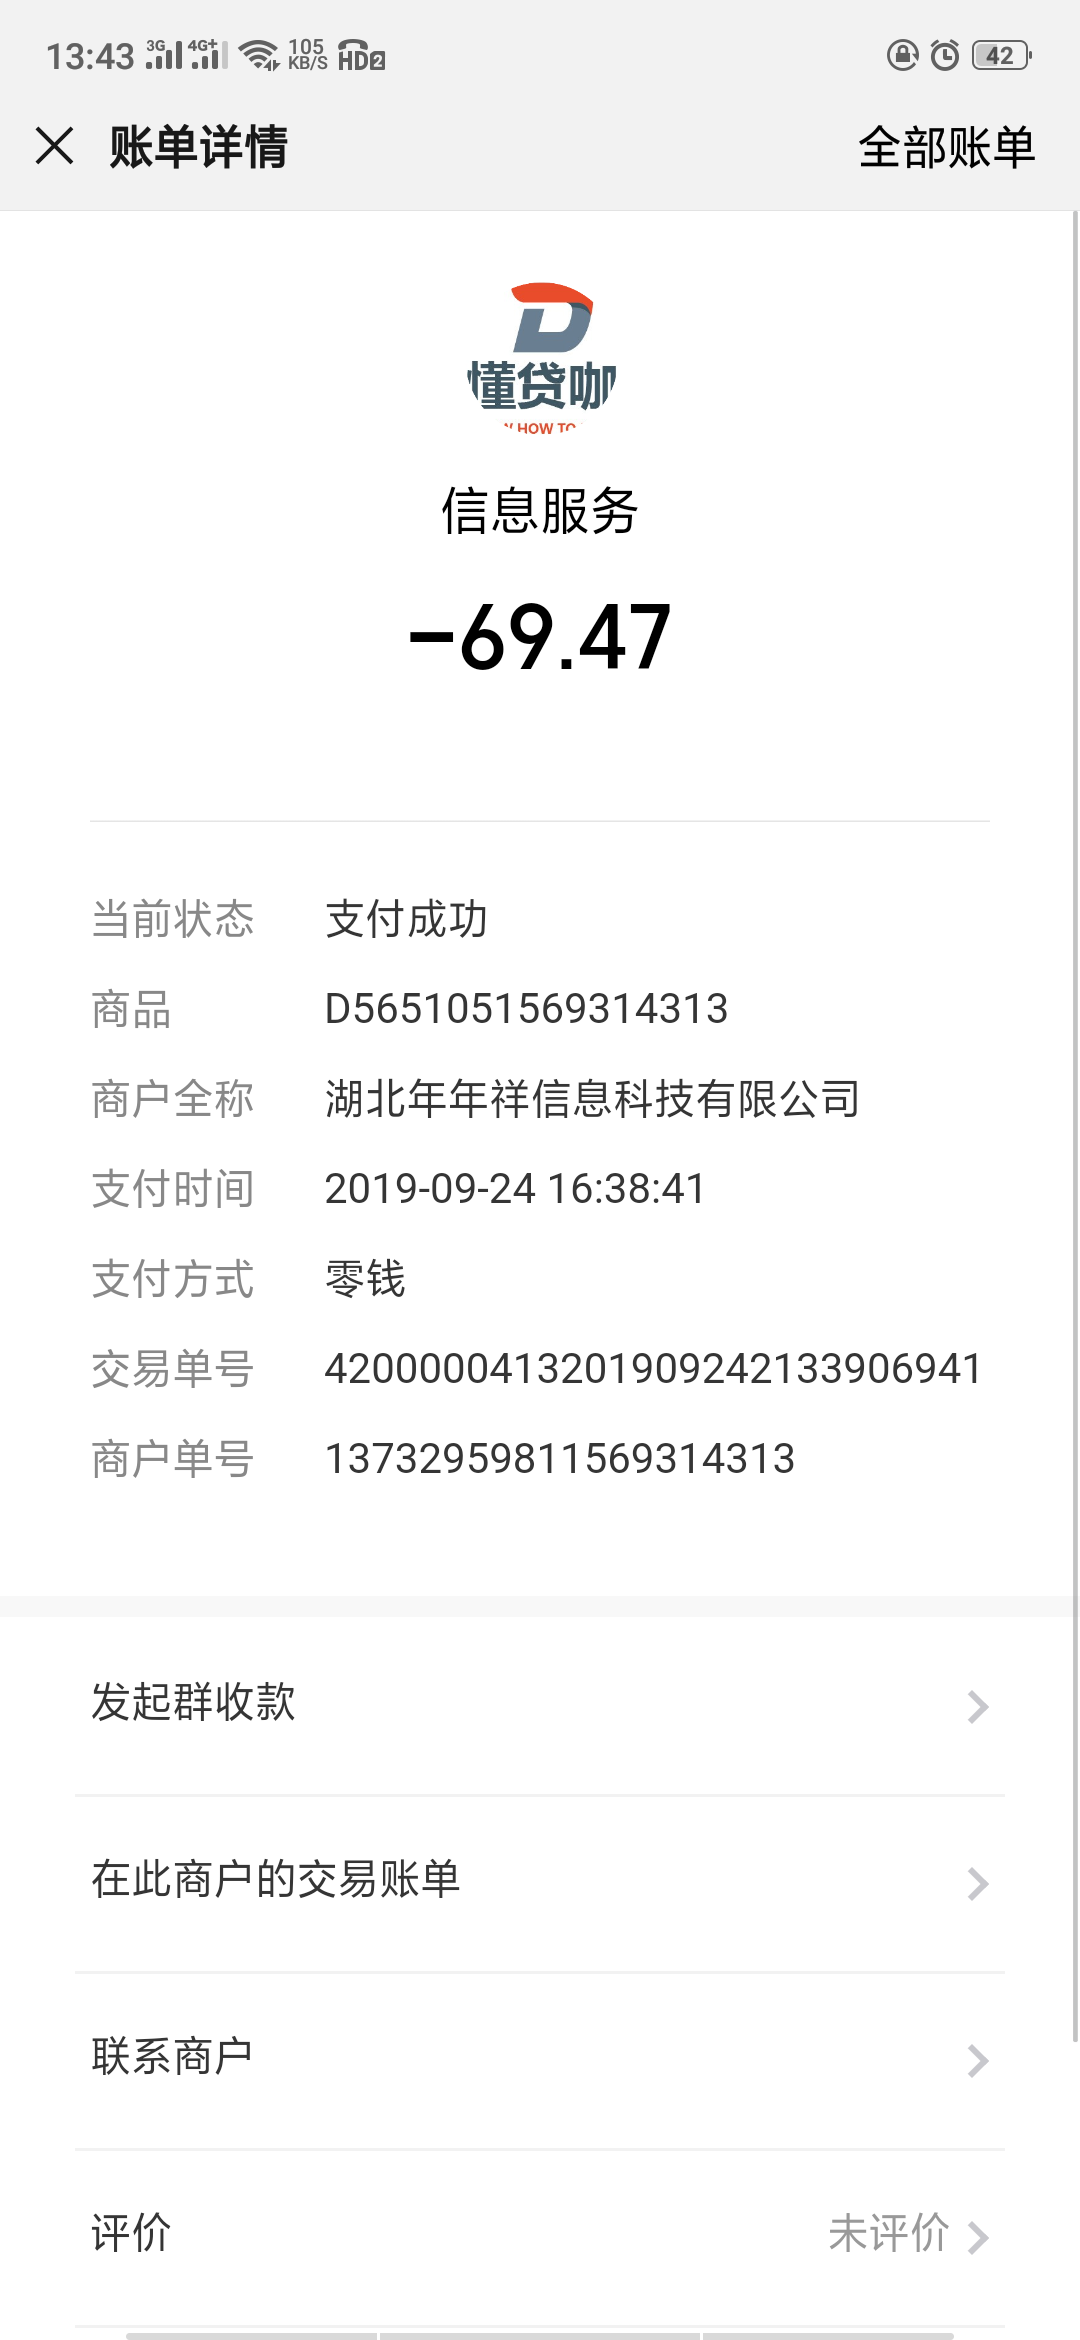 13:43 3G 4G+ 105 KB/S HD2 42
账单详情 全部账单
懂贷咖
HOW TO
信息服务
-69.47
当前状态 支付成功
商品 D5651051569314313
商户全称 湖北年年祥信息科技有限公司
支付时间 2019-09-24 16:38:41
支付方式 零钱
交易单号 4200000413201909242133906941
商户单号 13732959811569314313
发起群收款
在此商户的交易账单
联系商户
评价 未评价